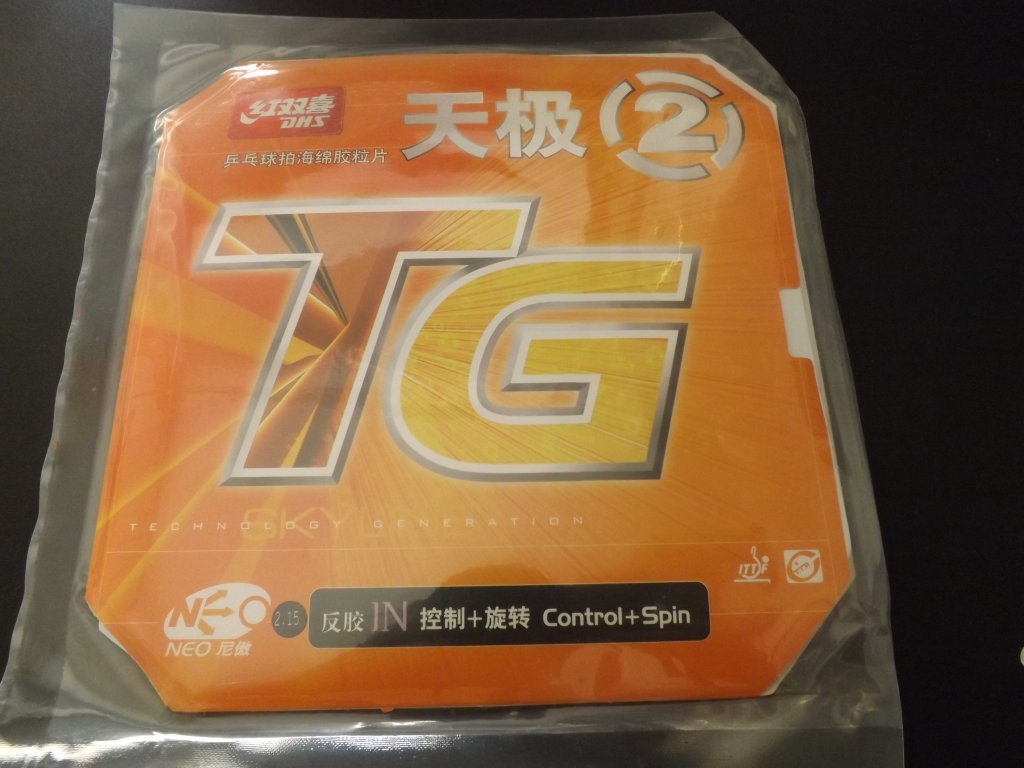 红双喜
DHS
天极 2
乒乓球拍海绵胶粒片
TG
SKY
TECHNOLOGY GENERATION
ITTF
NEO
NEO 尼傲
2.15
反胶 IN 控制+旋转 Control+Spin